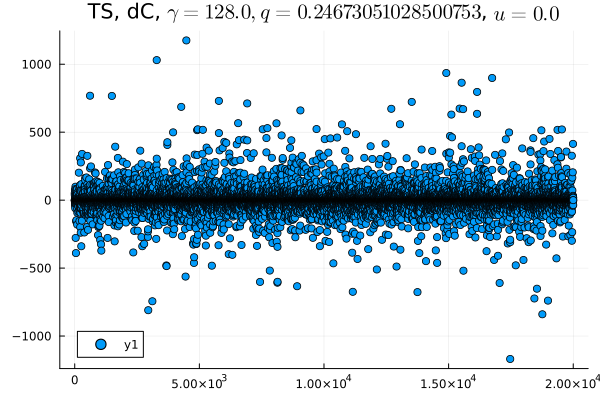 TS, dC, γ = 128.0, q = 0.24673051028500753, u = 0.0
1000
500
0
−500
−1000
y1
0 5.00×10³ 1.00×10⁴ 1.50×10⁴ 2.00×10⁴